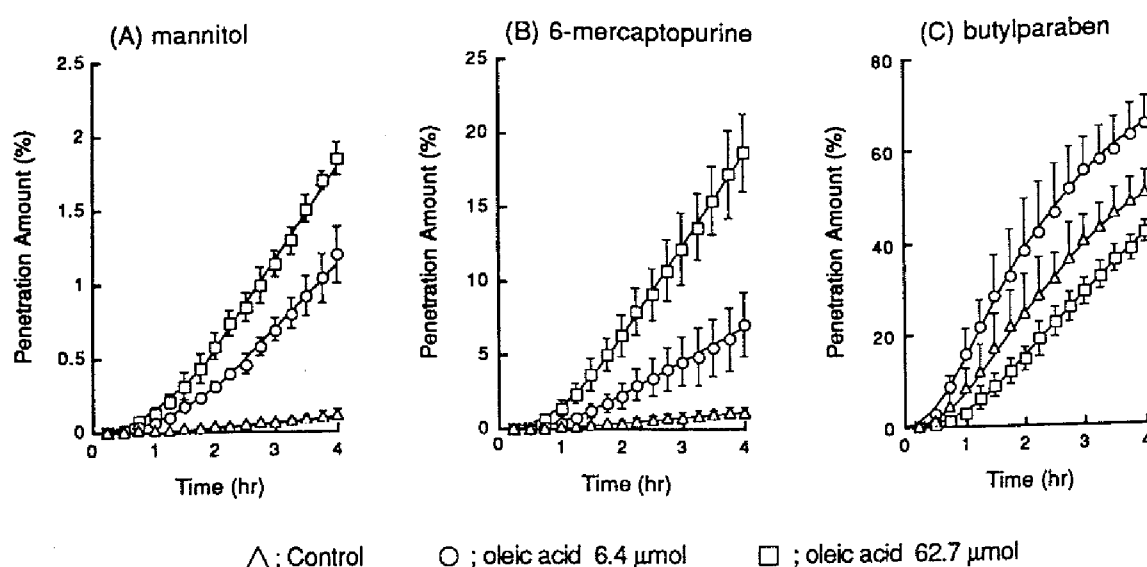 (A) mannitol
2.5
2
1.5
1
0.5
0
0 1 2 3 4
Penetration Amount (%)
Time (hr)
(B) 6-mercaptopurine
25
20
15
10
5
0
0 1 2 3 4
Penetration Amount (%)
Time (hr)
(C) butylparaben
80
60
40
20
0
0 1 2 3 4
Penetration Amount (%)
Time (hr)
△ ; Control ○ ; oleic acid 6.4 μmol □ ; oleic acid 62.7 μmol